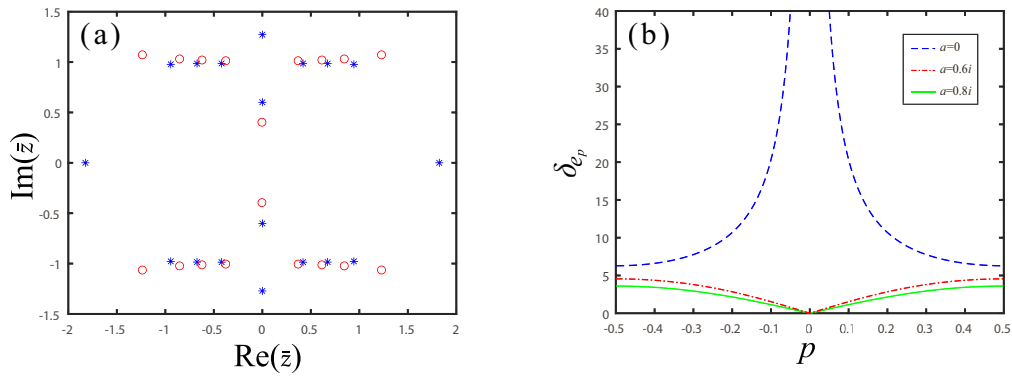 (a)
1.5
1
0.5
0
-0.5
-1
-1.5
Im(z̄)
-2 -1.5 -1 -0.5 0 0.5 1 1.5 2
Re(z̄)
(b)
40
35
30
25
20
15
10
5
0
δ_{e_p}
a=0
a=0.6i
a=0.8i
-0.5 -0.4 -0.3 -0.2 -0.1 0 0.1 0.2 0.3 0.4 0.5
p